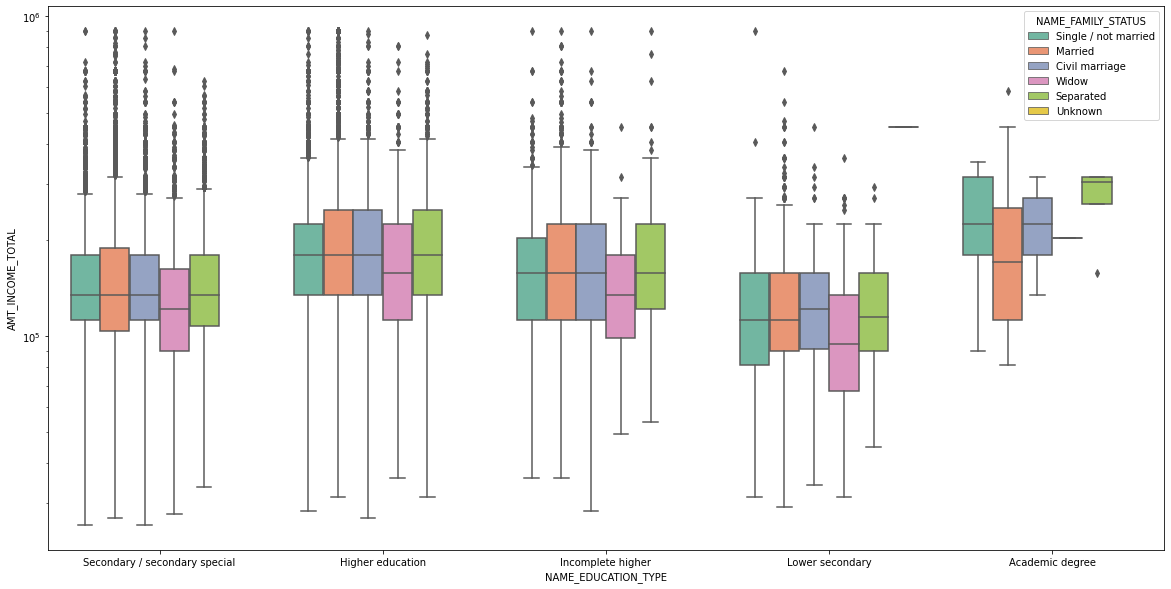 10^6
NAME_FAMILY_STATUS
Single / not married
Married
Civil marriage
Widow
Separated
Unknown
AMT_INCOME_TOTAL
10^5
Secondary / secondary special
Higher education
Incomplete higher
Lower secondary
Academic degree
NAME_EDUCATION_TYPE